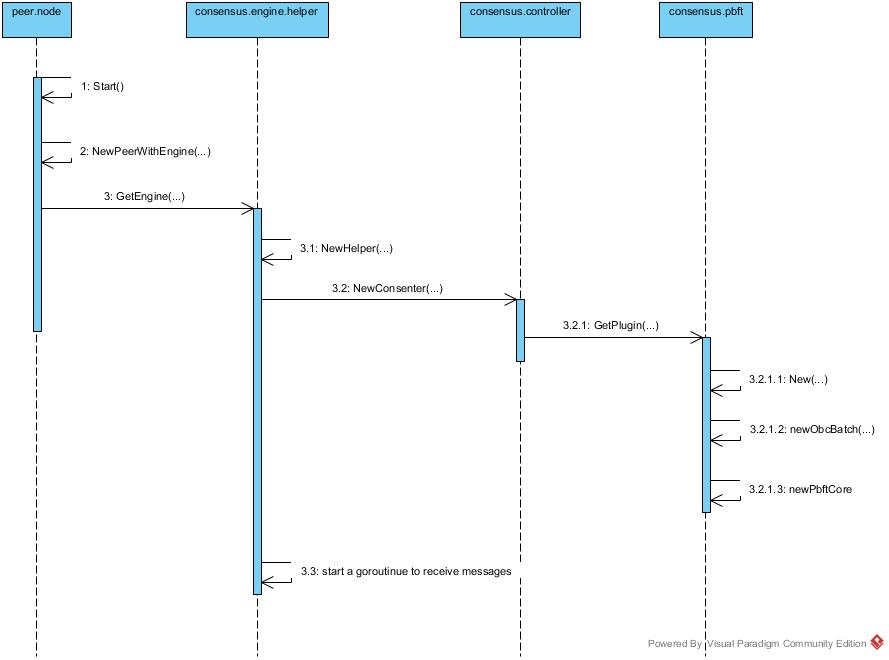 peer.node
consensus.engine.helper
consensus.controller
consensus.pbft
1: Start()
2: NewPeerWithEngine(...)
3: GetEngine(...)
3.1: NewHelper(...)
3.2: NewConsenter(...)
3.2.1: GetPlugin(...)
3.2.1.1: New(...)
3.2.1.2: newObcBatch(...)
3.2.1.3: newPbftCore
3.3: start a goroutinue to receive messages
Powered By Visual Paradigm Community Edition